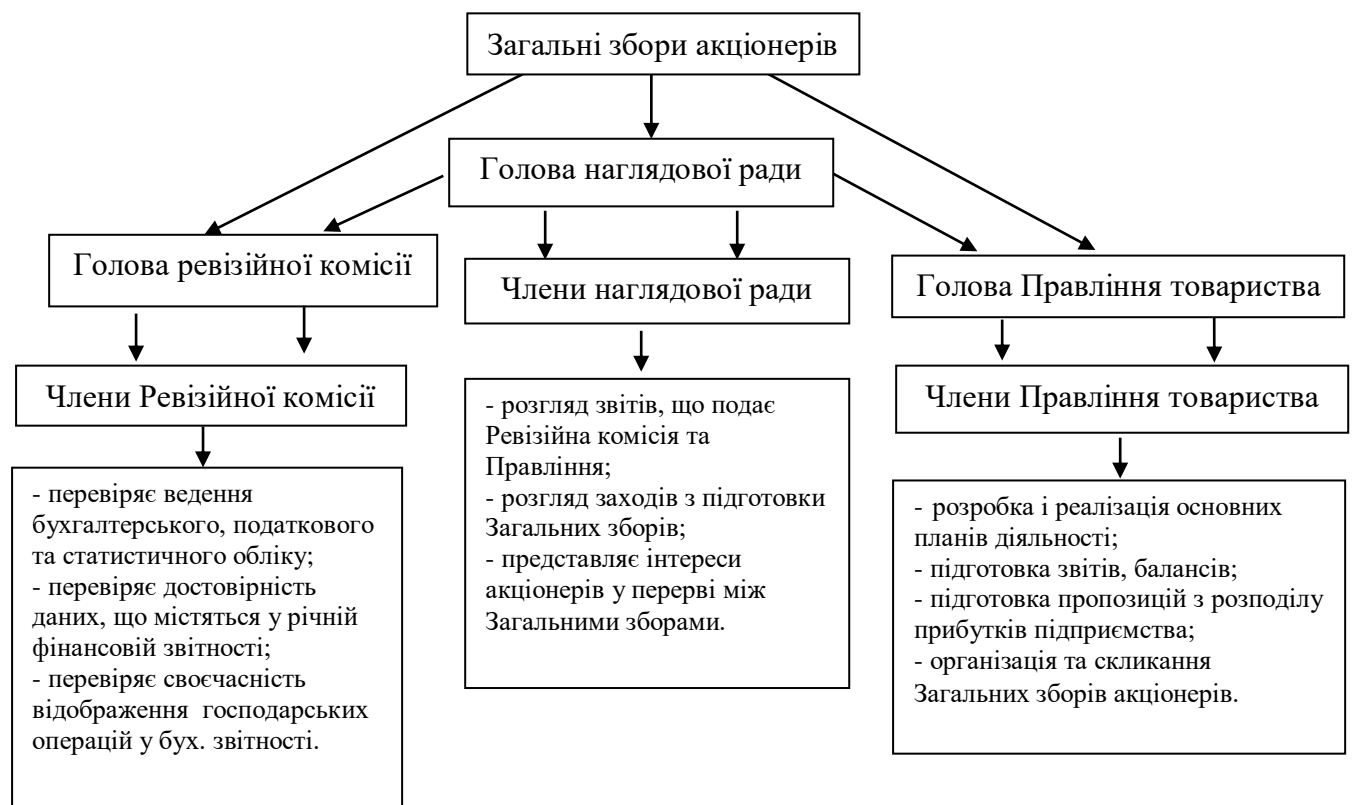 Загальні збори акціонерів
Голова наглядової ради
Голова ревізійної комісії
Члени наглядової ради
Голова Правління товариства
Члени Ревізійної комісії
Члени Правління товариства
- перевіряє ведення
бухгалтерського, податкового
та статистичного обліку;
- перевіряє достовірність
даних, що містяться у річній
фінансовій звітності;
- перевіряє своєчасність
відображення  господарських
операцій у бух. звітності.
- розгляд звітів, що подає
Ревізійна комісія та
Правління;
- розгляд заходів з підготовки
Загальних зборів;
- представляє інтереси
акціонерів у перерві між
Загальними зборами.
- розробка і реалізація основних
планів діяльності;
- підготовка звітів, балансів;
- підготовка пропозицій з розподілу
прибутків підприємства;
- організація та скликання
Загальних зборів акціонерів.